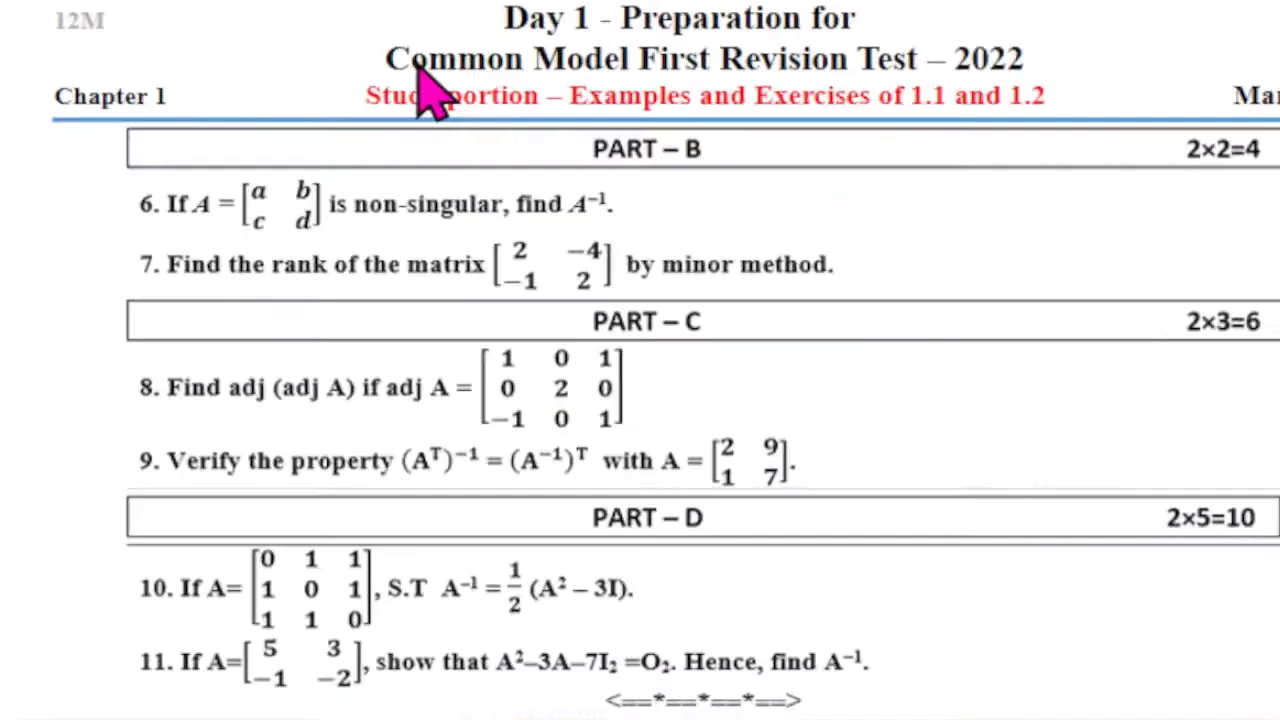 12M
Day 1 - Preparation for
Common Model First Revision Test – 2022
Chapter 1 portion – Examples and Exercises of 1.1 and 1.2
PART – B 2×2=4
6. If A = [a b; c d] is non-singular, find A⁻¹.
7. Find the rank of the matrix [2 −4; −1 2] by minor method.
PART – C 2×3=6
8. Find adj (adj A) if adj A = [1 0 1; 0 2 0; −1 0 1]
9. Verify the property (Aᵀ)⁻¹ = (A⁻¹)ᵀ with A = [2 9; 1 7].
PART – D 2×5=10
10. If A= [0 1 1; 1 0 1; 1 1 0], S.T A⁻¹ = 1/2 (A² – 3I).
11. If A=[5 3; −1 −2], show that A²–3A–7I₂ =O₂. Hence, find A⁻¹.
<==*==*==*==>